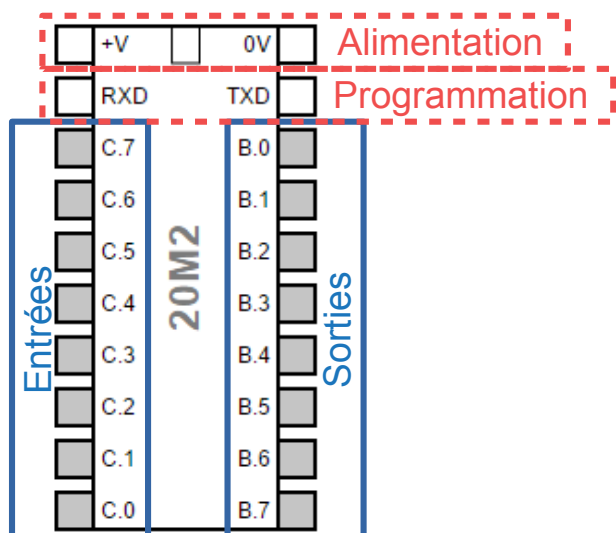 +V 0V Alimentation
RXD TXD Programmation
C.7 B.0
C.6 B.1
C.5 B.2
C.4 B.3
C.3 B.4
C.2 B.5
C.1 B.6
C.0 B.7
20M2
Entrées
Sorties